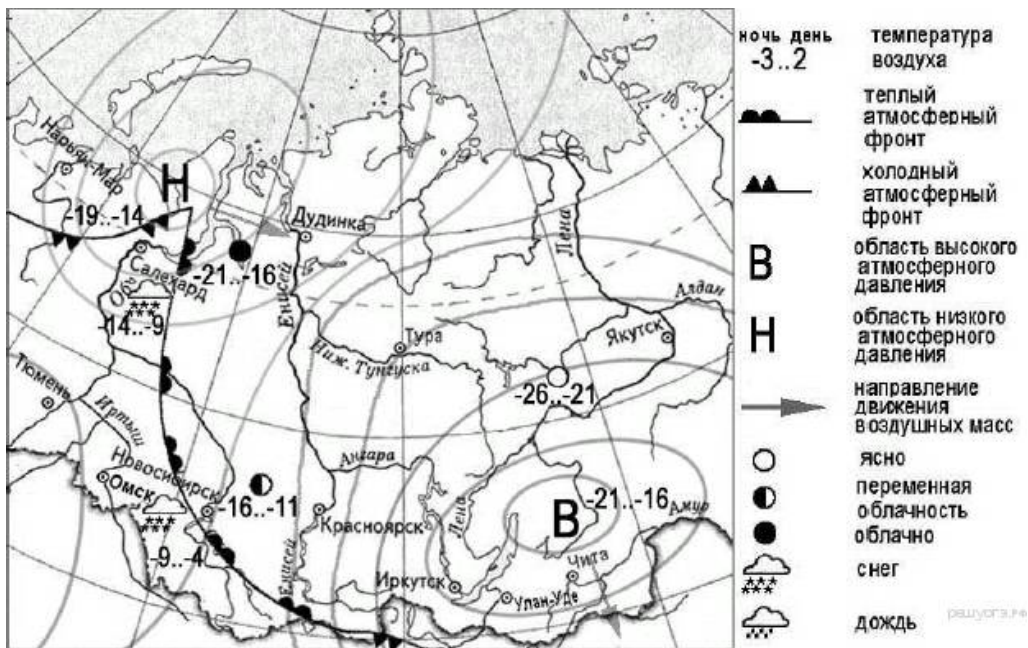 Нарьян-Мар
Н
-19..-14
Дудинка
Салехард
-21..-16
Обь
-14..-9
Енисей
Лена
Алдан
Тура
Якутск
Ниж. Тунгуска
-26..-21
Тюмень
Иртыш
Ангара
Новосибирск
Омск
-16..-11
Красноярск
Лена
В
-21..-16
Амур
-9..-4
Енисей
Иркутск
Чита
Улан-Уде
ночь день
-3..2
температура
воздуха
теплый
атмосферный
фронт
холодный
атмосферный
фронт
В
область высокого
атмосферного
давления
Н
область низкого
атмосферного
давления
направление
движения
воздушных масс
ясно
переменная
облачность
облачно
снег
дождь
решуогэ.рф